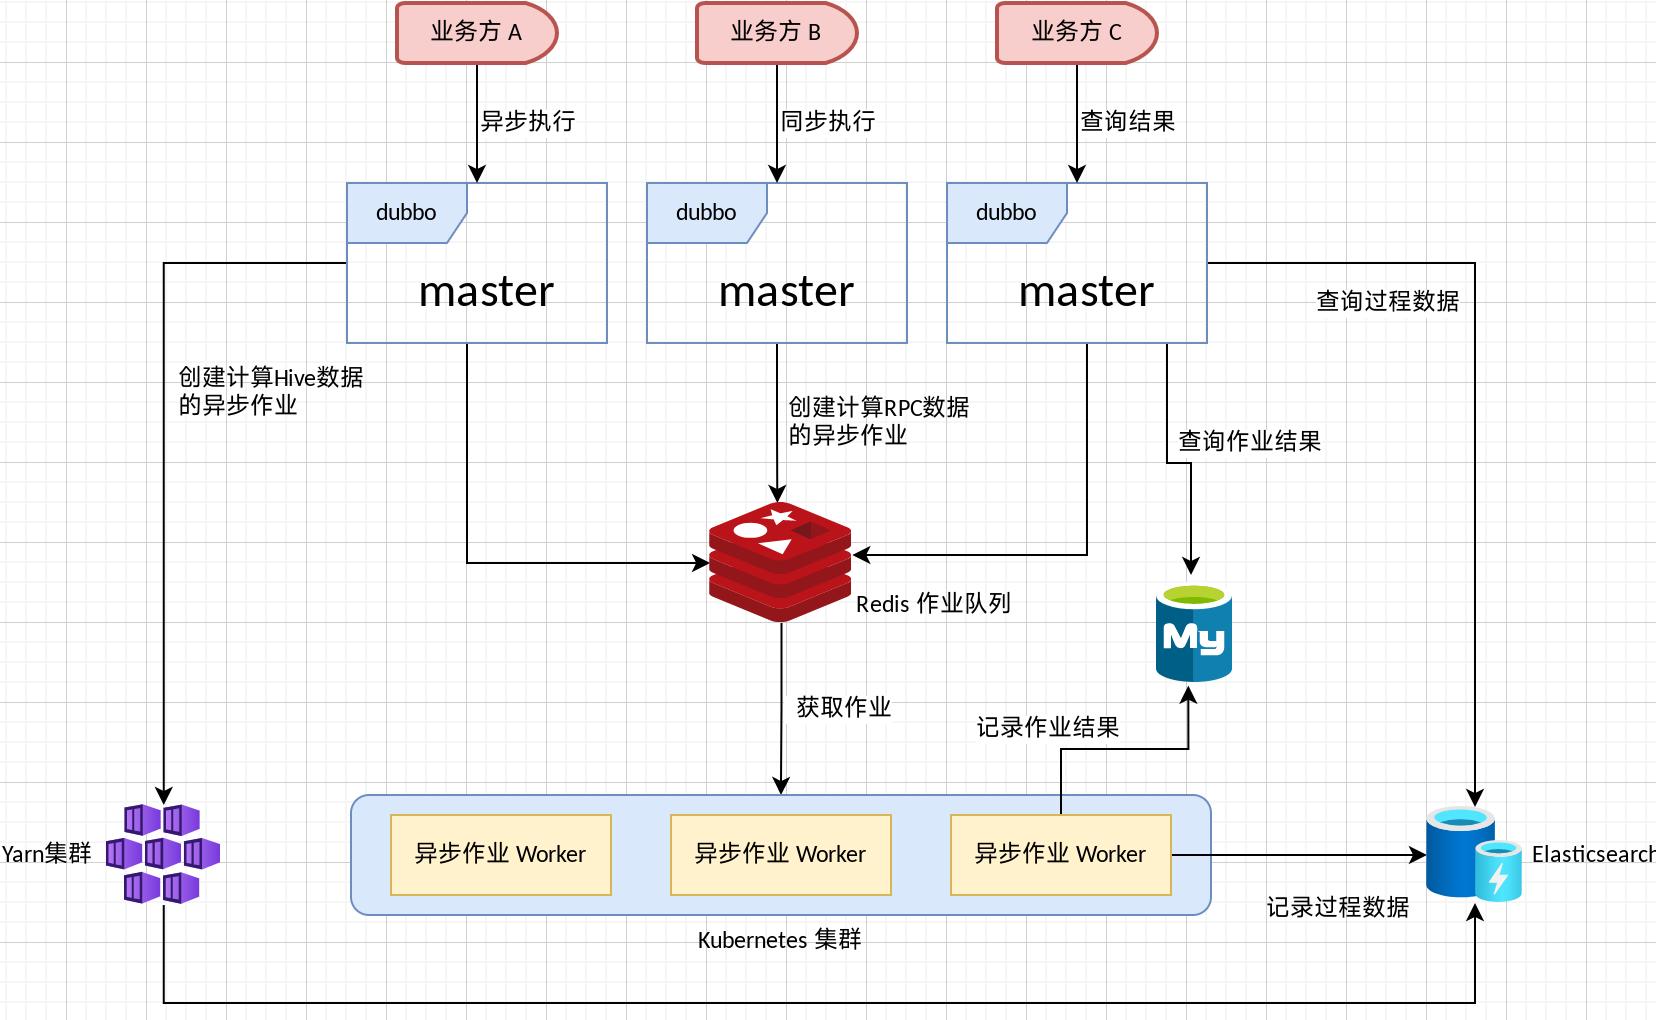 业务方 A
业务方 B
业务方 C
异步执行
同步执行
查询结果
dubbo
dubbo
dubbo
master
master
master
查询过程数据
创建计算Hive数据
的异步作业
创建计算RPC数据
的异步作业
查询作业结果
Redis 作业队列
My
获取作业
记录作业结果
Yarn集群
异步作业 Worker
异步作业 Worker
异步作业 Worker
Elasticsearch
记录过程数据
Kubernetes 集群